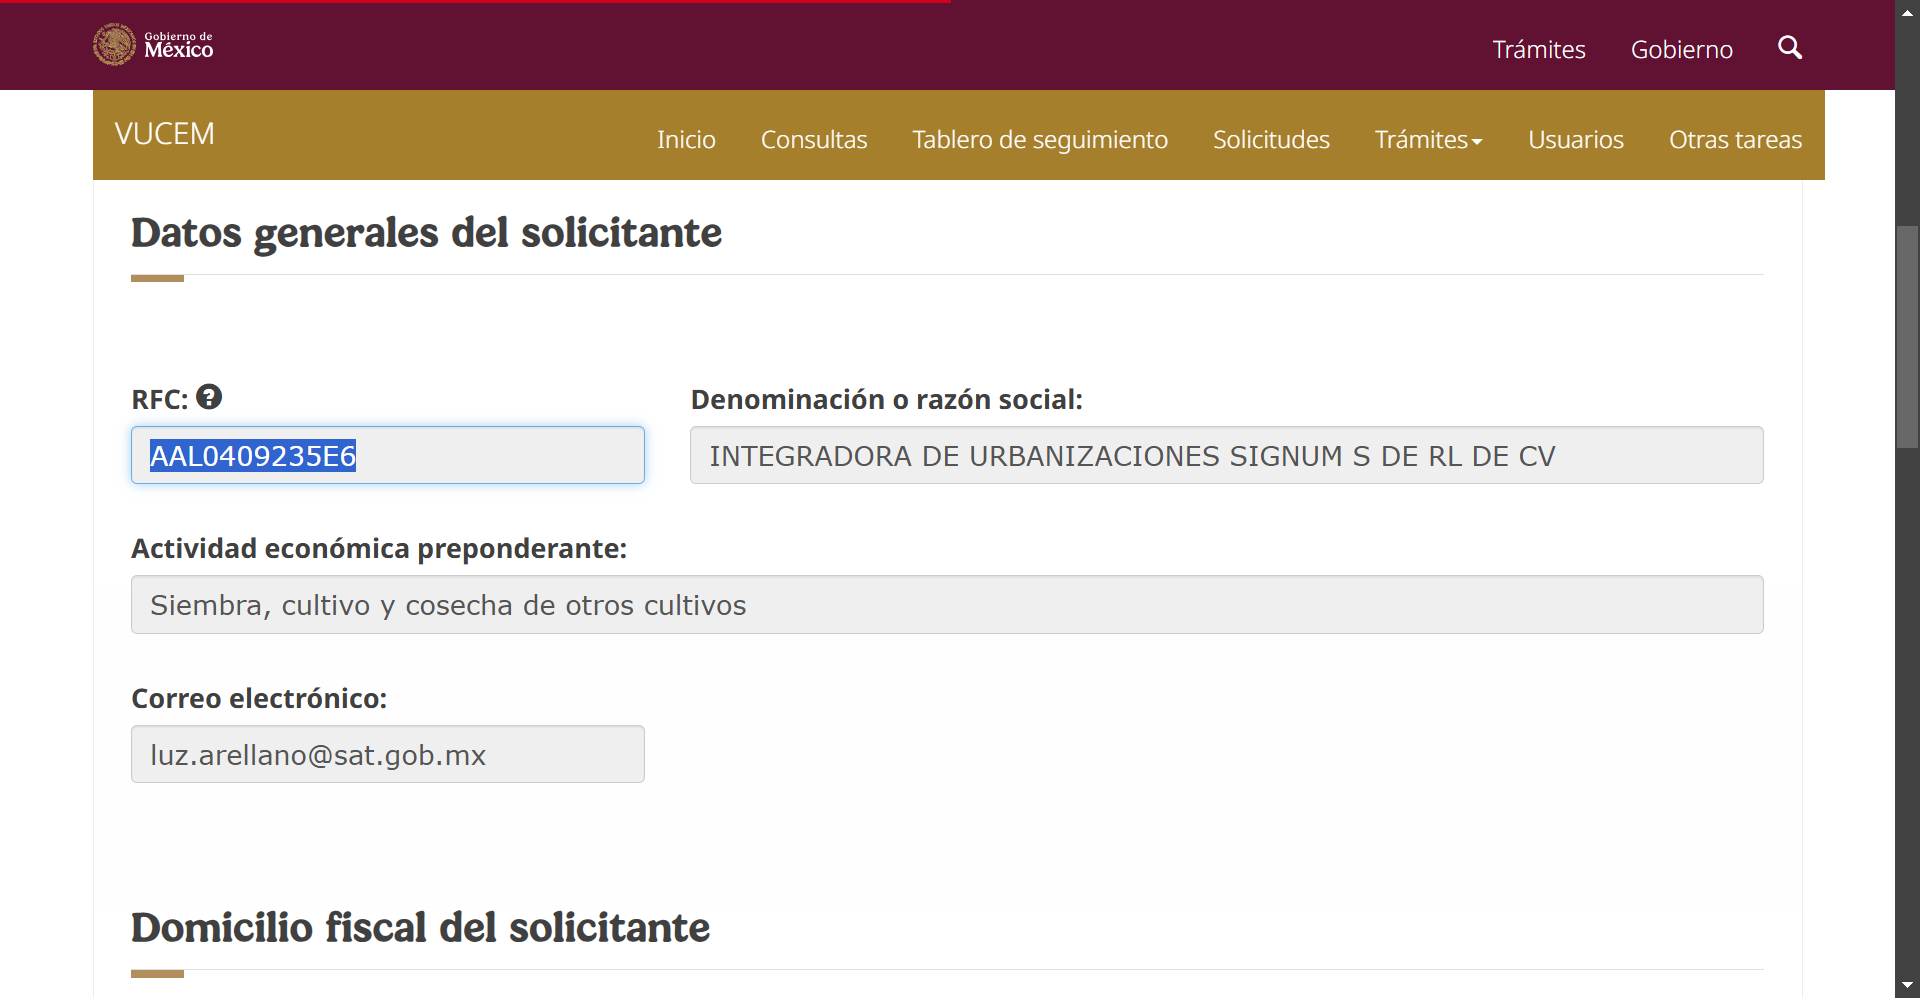 Gobierno de
México
Trámites
Gobierno
VUCEM
Inicio
Consultas
Tablero de seguimiento
Solicitudes
Trámites
Usuarios
Otras tareas
Datos generales del solicitante
RFC:
Denominación o razón social:
AAL0409235E6
INTEGRADORA DE URBANIZACIONES SIGNUM S DE RL DE CV
Actividad económica preponderante:
Siembra, cultivo y cosecha de otros cultivos
Correo electrónico:
luz.arellano@sat.gob.mx
Domicilio fiscal del solicitante